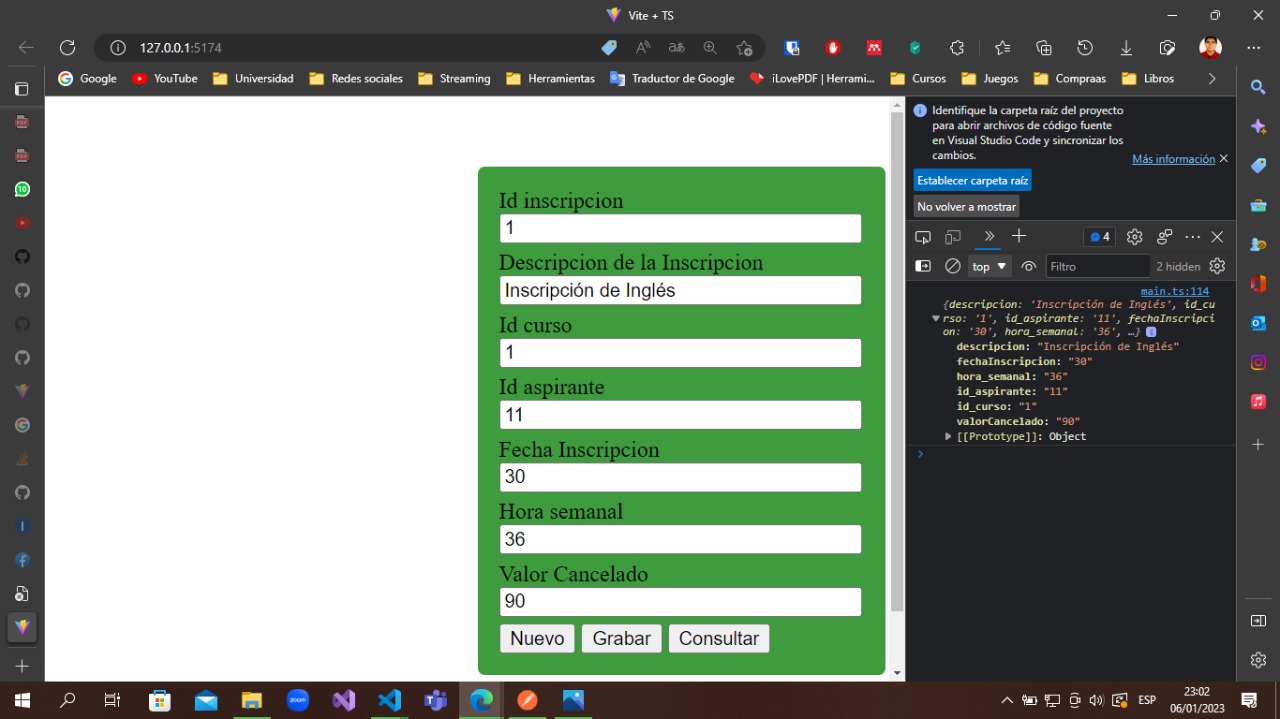 Vite + TS
127.0.0.1:5174
Google YouTube Universidad Redes sociales Streaming Herramientas Traductor de Google iLovePDF | Herrami... Cursos Juegos Compraas Libros
Identifique la carpeta raíz del proyecto
para abrir archivos de código fuente
en Visual Studio Code y sincronizar los
cambios.
Más información
Establecer carpeta raíz
No volver a mostrar
4
top Filtro 2 hidden
main.ts:114
{descripcion: 'Inscripción de Inglés', id_cu
rso: '1', id_aspirante: '11', fechaInscripci
on: '30', hora_semanal: '36', …}
descripcion: "Inscripción de Inglés"
fechaInscripcion: "30"
hora_semanal: "36"
id_aspirante: "11"
id_curso: "1"
valorCancelado: "90"
[[Prototype]]: Object
Id inscripcion
1
Descripcion de la Inscripcion
Inscripción de Inglés
Id curso
1
Id aspirante
11
Fecha Inscripcion
30
Hora semanal
36
Valor Cancelado
90
Nuevo Grabar Consultar
zoom
ESP
23:02
06/01/2023